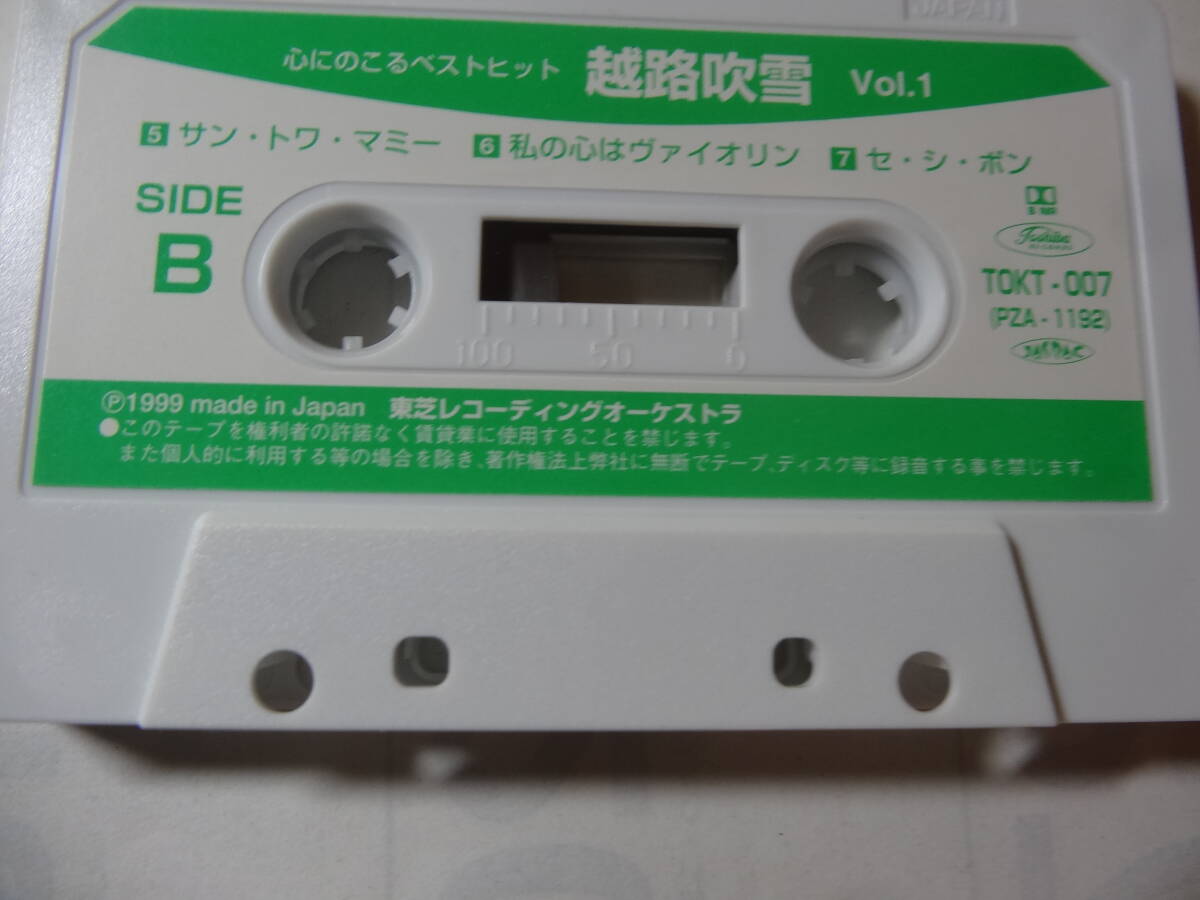 JAPAN
心にのこるベストヒット 越路吹雪 Vol.1
5 サン・トワ・マミー 6 私の心はヴァイオリン 7 セ・シ・ボン
SIDE
B
B NR
Toshiba
RECORDS
TOKT-007
(PZA-1192)
JASRAC
100 50 0
Ⓟ1999 made in Japan 東芝レコーディングオーケストラ
●このテープを権利者の許諾なく賃貸業に使用することを禁じます。
また個人的に利用する等の場合を除き、著作権法上弊社に無断でテープ、ディスク等に録音する事を禁じます。